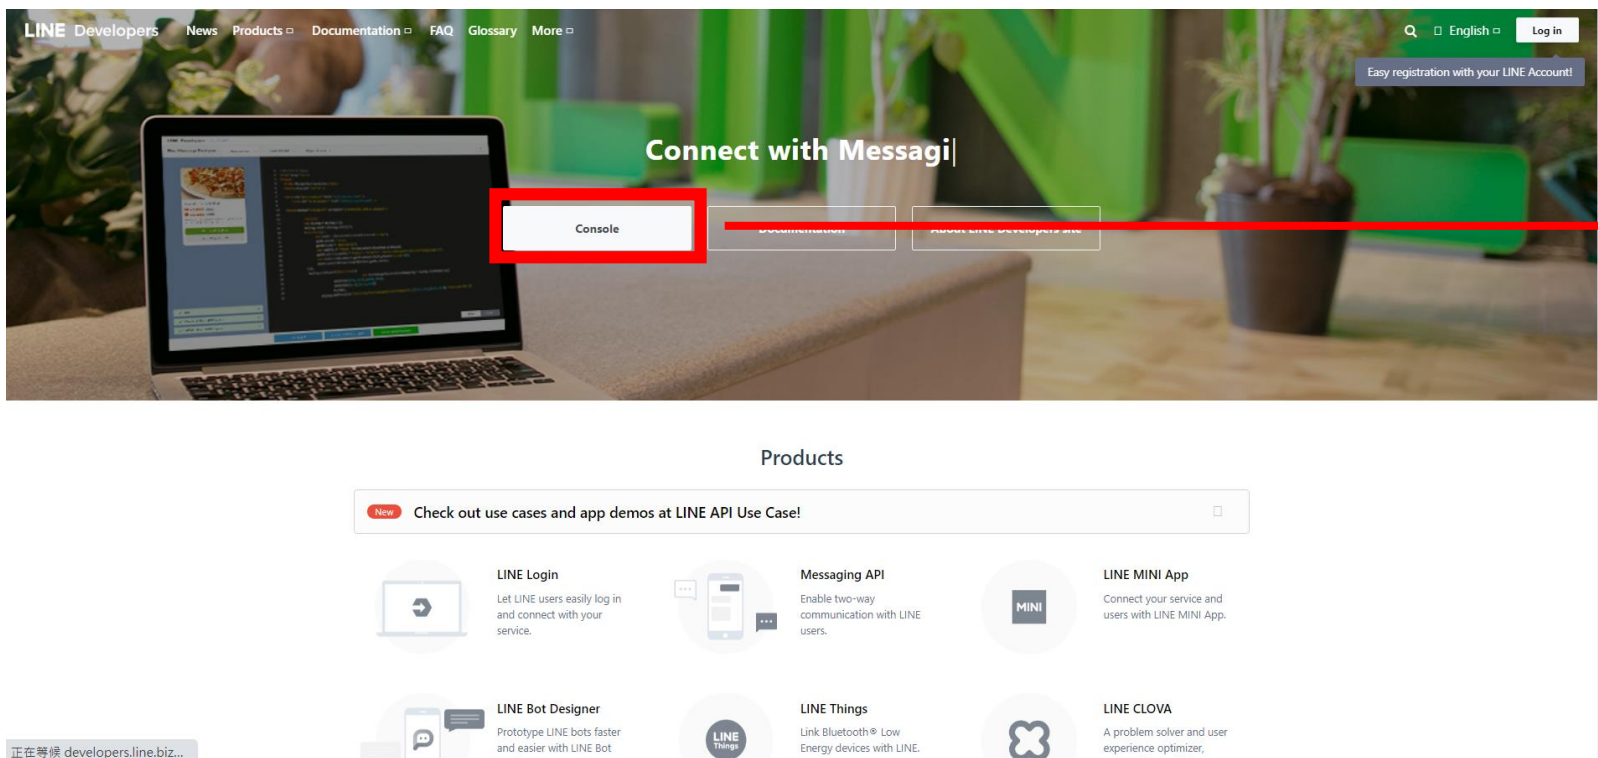 LINE Developers News Products Documentation FAQ Glossary More English Log in
Easy registration with your LINE Account!
Connect with Messagi
Console Documentation About LINE Developers site
Products
New Check out use cases and app demos at LINE API Use Case!
LINE Login
Let LINE users easily log in
and connect with your
service.
Messaging API
Enable two-way
communication with LINE
users.
MINI
LINE MINI App
Connect your service and
users with LINE MINI App.
LINE Bot Designer
Prototype LINE bots faster
and easier with LINE Bot
LINE
Things
LINE Things
Link Bluetooth® Low
Energy devices with LINE.
LINE CLOVA
A problem solver and user
experience optimizer,
正在等候 developers.line.biz...